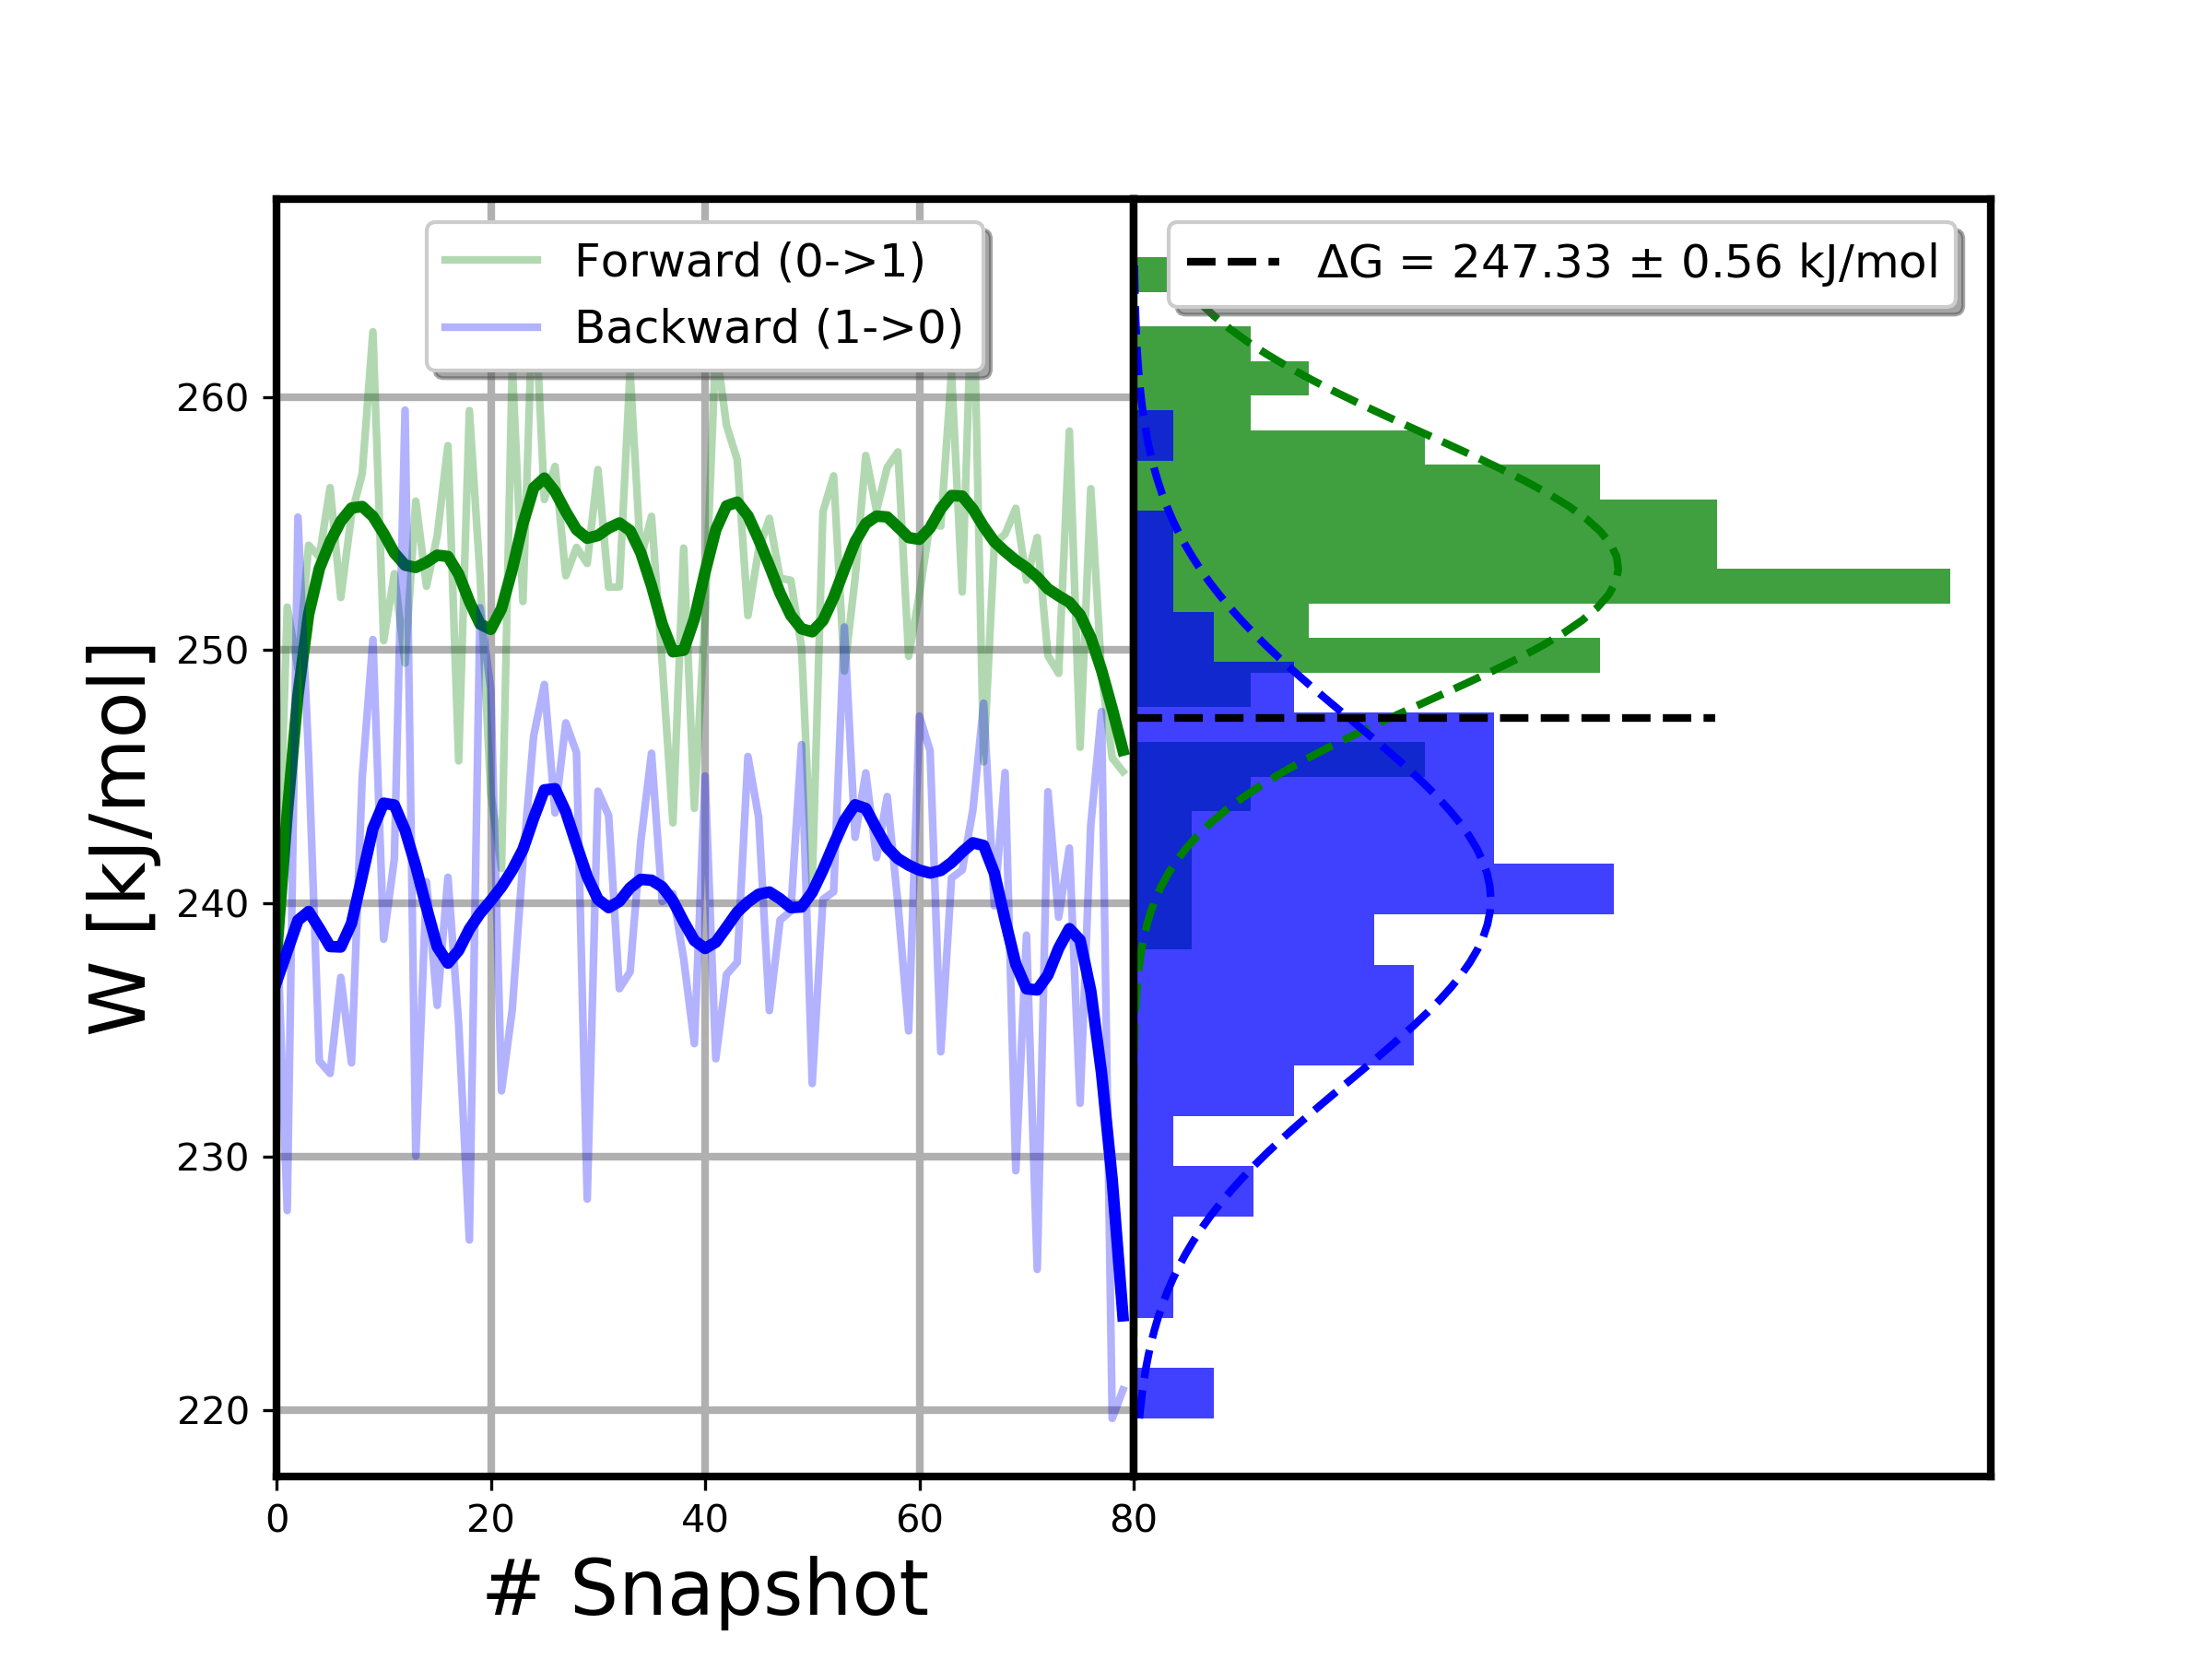 Forward (0->1)
Backward (1->0)
ΔG = 247.33 ± 0.56 kJ/mol
W [kJ/mol]
260
250
240
230
220
0 20 40 60 80
# Snapshot